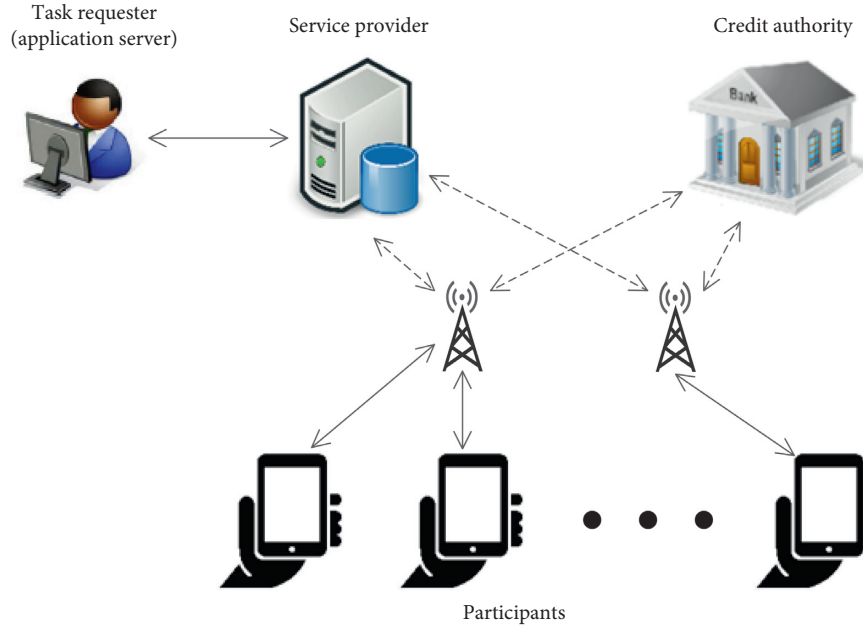 Task requester
(application server)
Service provider
Credit authority
Bank
Participants